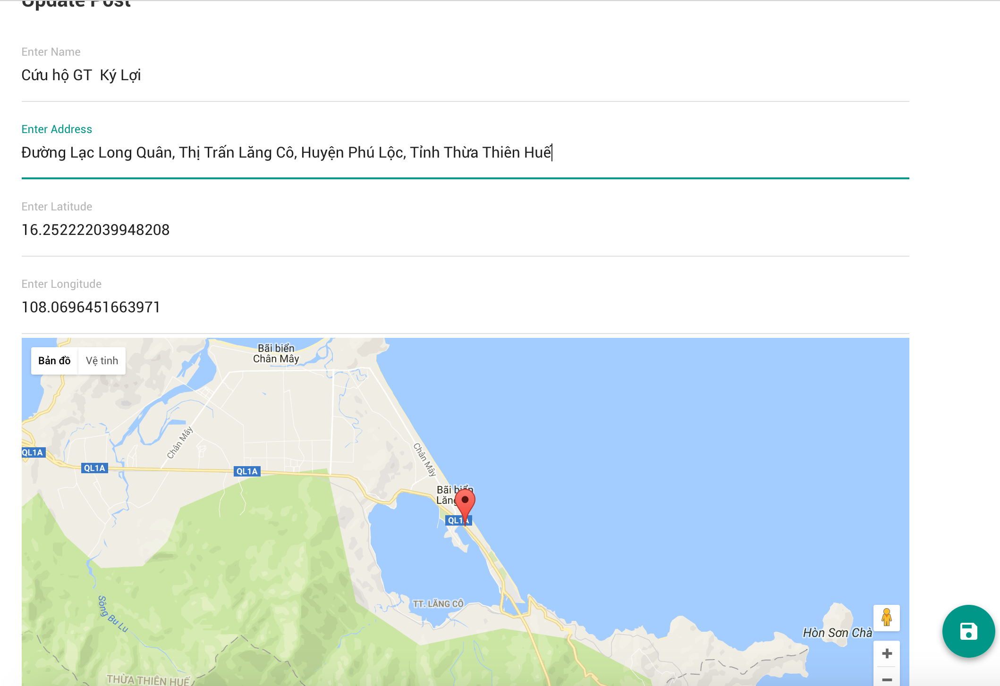 Update Post
Enter Name
Cứu hộ GT  Ký Lợi
Enter Address
Đường Lạc Long Quân, Thị Trấn Lăng Cô, Huyện Phú Lộc, Tỉnh Thừa Thiên Huế
Enter Latitude
16.252222039948208
Enter Longitude
108.0696451663971
Bản đồ
Vệ tinh
Bãi biển
Chân Mây
Chân Mây
Chân Mây
QL1A
QL1A
QL1A
Bãi biển
Lăng
QL1A
TT. LĂNG CÔ
Sông Bu Lu
Hòn Sơn Chà
THỪA THIÊN HUẾ